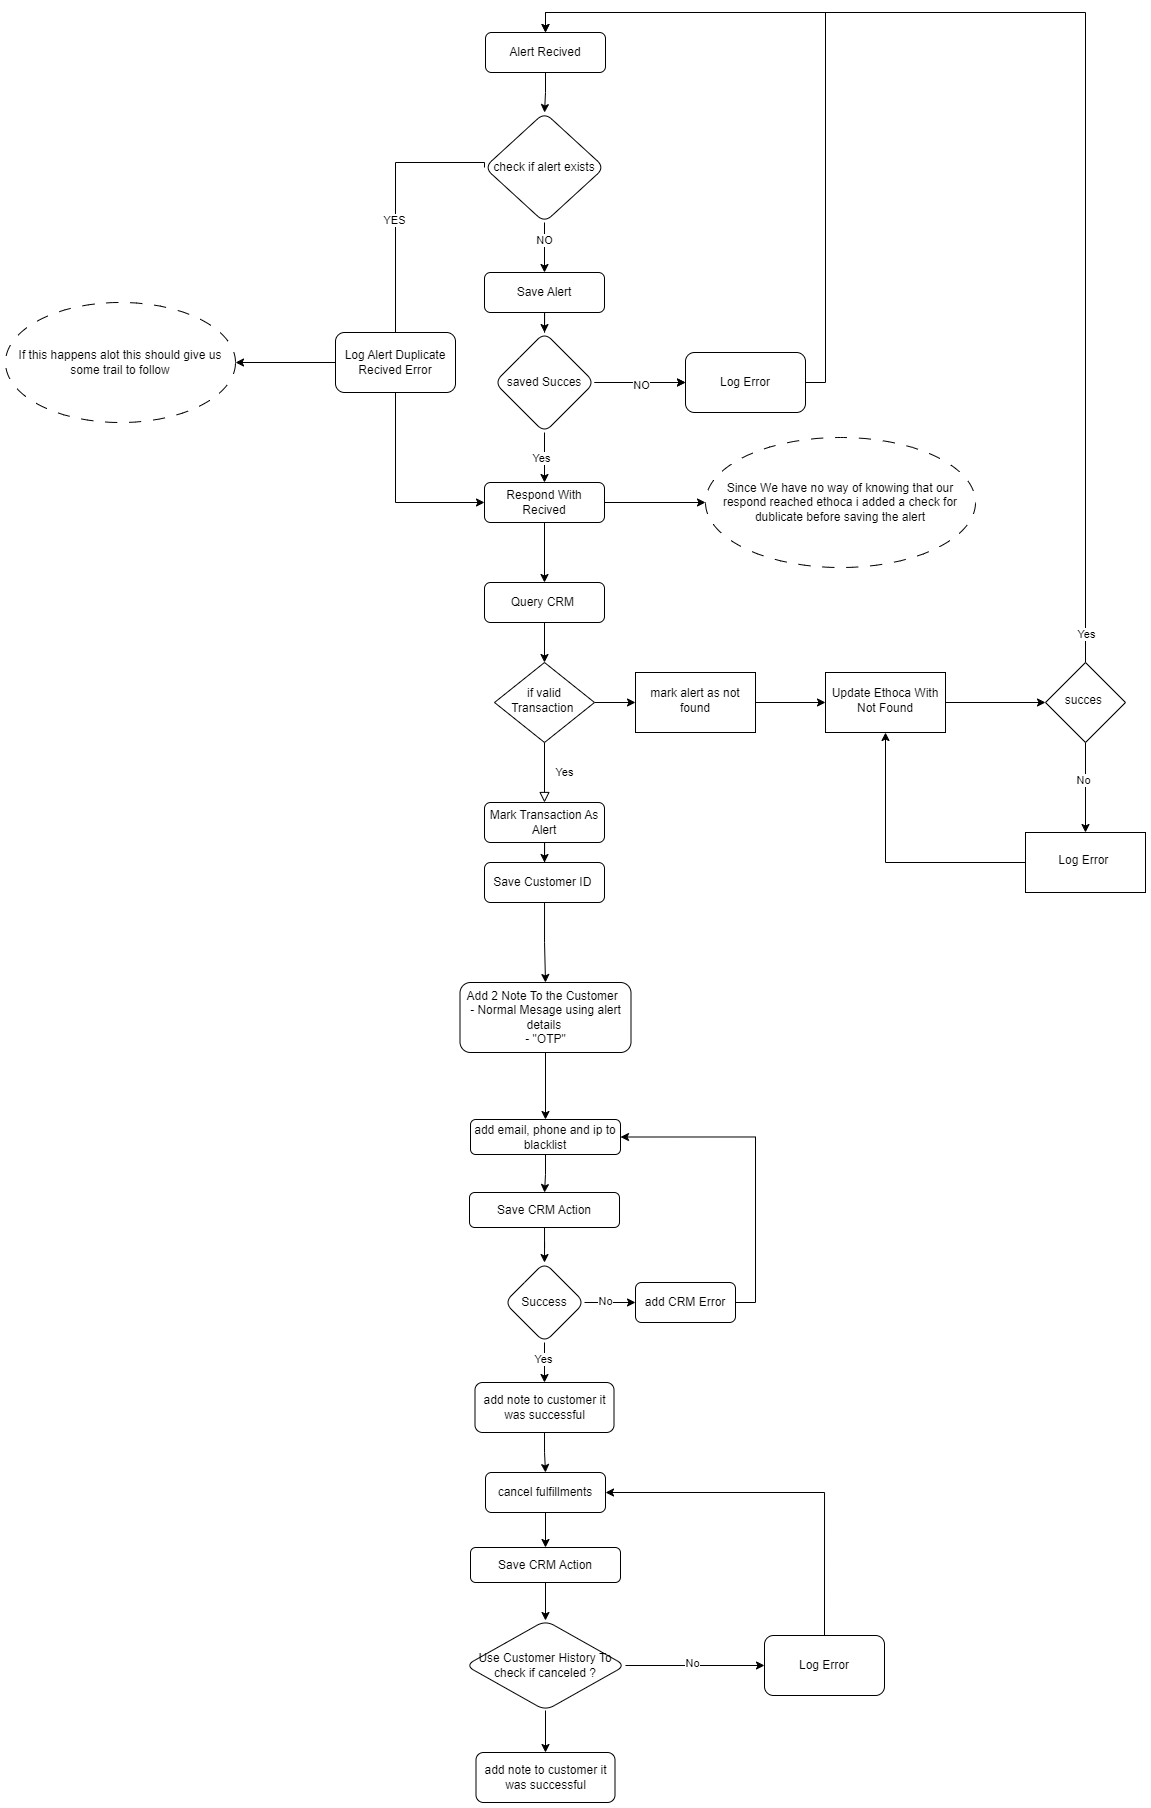 Alert Recived
check if alert exists
YES
NO
Save Alert
If this happens alot this should give us
some trail to follow
Log Alert Duplicate
Recived Error
saved Succes
NO
Log Error
Yes
Respond With
Recived
Since We have no way of knowing that our
respond reached ethoca i added a check for
dublicate before saving the alert
Query CRM
Yes
if valid
Transaction
mark alert as not
found
Update Ethoca With
Not Found
succes
Yes
No
Mark Transaction As
Alert
Log Error
Save Customer ID
Add 2 Note To the Customer
- Normal Mesage using alert
details
- "OTP"
add email, phone and ip to
blacklist
Save CRM Action
Success
No
add CRM Error
Yes
add note to customer it
was successful
cancel fulfillments
Save CRM Action
Use Customer History To
check if canceled ?
No
Log Error
add note to customer it
was successful